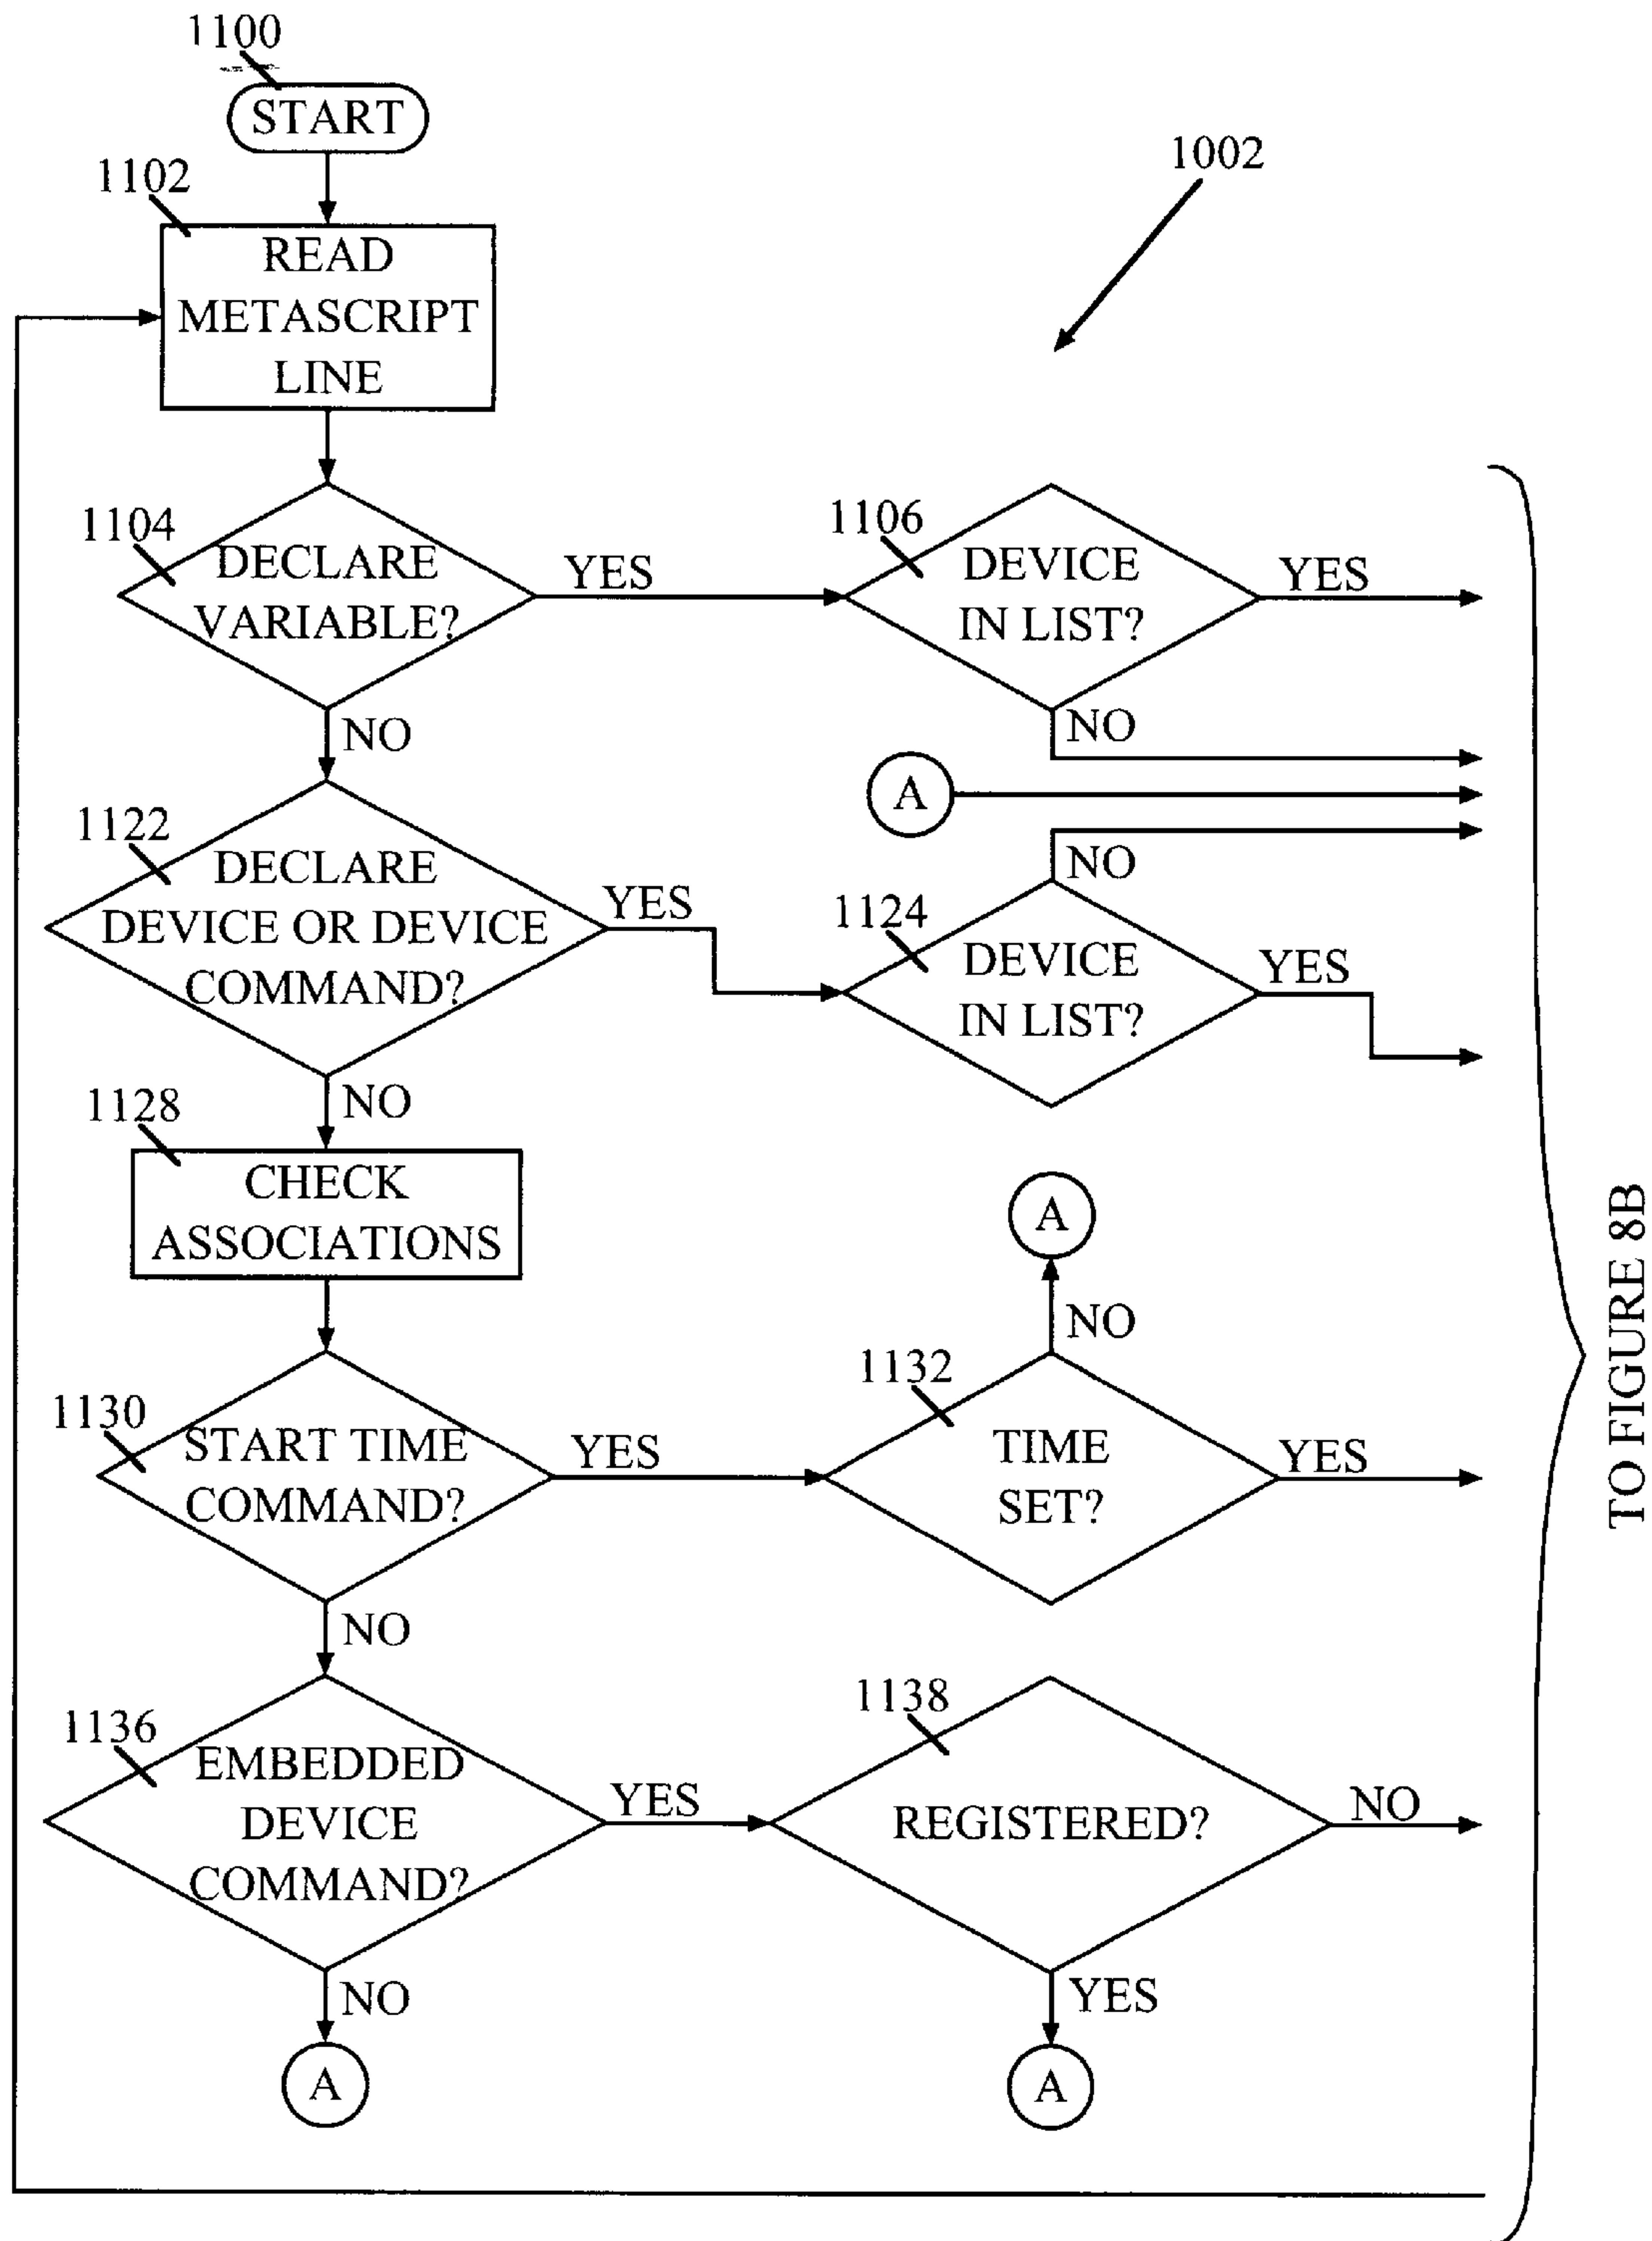 1100
START
1002
1102
READ
METASCRIPT
LINE
1104
DECLARE
VARIABLE?
YES
1106
DEVICE
IN LIST?
YES
NO
NO
A
1122
DECLARE
DEVICE OR DEVICE
COMMAND?
YES
NO
1124
DEVICE
IN LIST?
YES
NO
1128
CHECK
ASSOCIATIONS
A
NO
1130
START TIME
COMMAND?
YES
1132
TIME
SET?
YES
NO
1136
EMBEDDED
DEVICE
COMMAND?
YES
1138
REGISTERED?
NO
NO
YES
A
A
TO FIGURE 8B